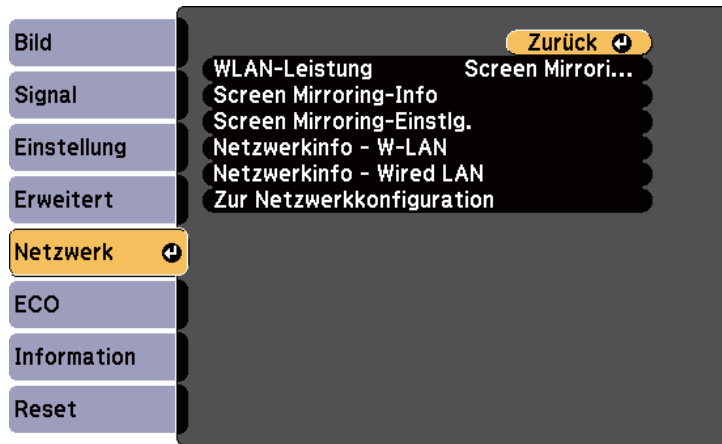 Bild
Signal
Einstellung
Erweitert
Netzwerk
ECO
Information
Reset
Zurück
WLAN-Leistung Screen Mirrori...
Screen Mirroring-Info
Screen Mirroring-Einstlg.
Netzwerkinfo - W-LAN
Netzwerkinfo - Wired LAN
Zur Netzwerkkonfiguration